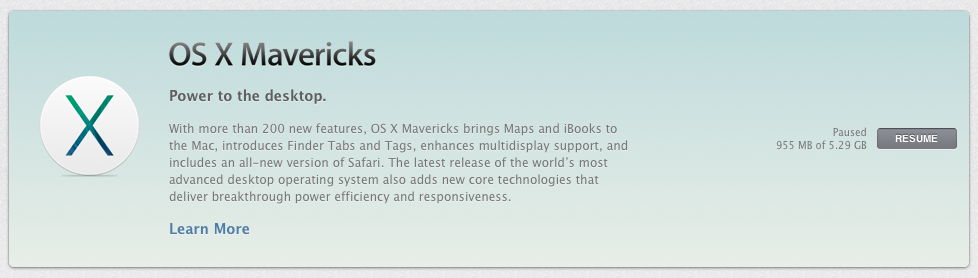 OS X Mavericks
Power to the desktop.
With more than 200 new features, OS X Mavericks brings Maps and iBooks to
the Mac, introduces Finder Tabs and Tags, enhances multidisplay support, and
includes an all-new version of Safari. The latest release of the world's most
advanced desktop operating system also adds new core technologies that
deliver breakthrough power efficiency and responsiveness.
Learn More
X
Paused
955 MB of 5.29 GB
RESUME